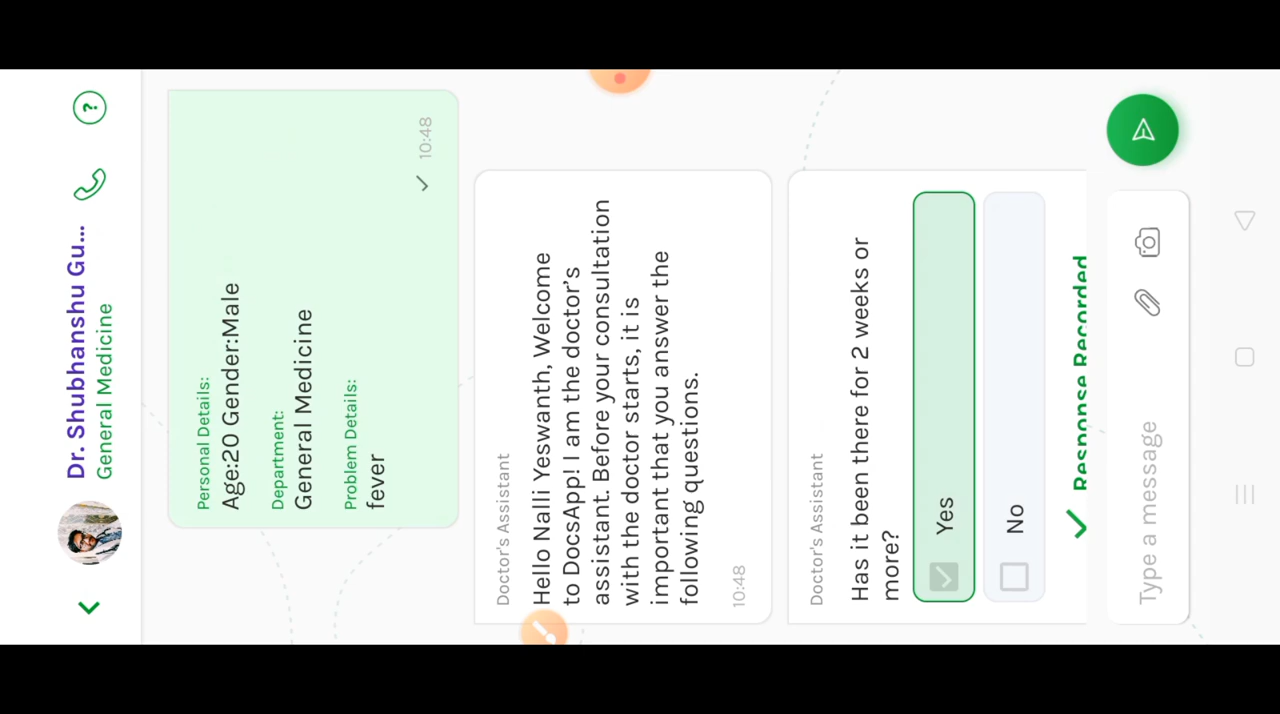 Dr. Shubhanshu Gu...
General Medicine
?
Personal Details:
Age:20 Gender:Male
Department:
General Medicine
Problem Details:
fever
10:48
Doctor's Assistant
Hello Nalli Yeswanth, Welcome
to DocsApp! I am the doctor's
assistant. Before your consultation
with the doctor starts, it is
important that you answer the
following questions.
10:48
Doctor's Assistant
Has it been there for 2 weeks or
more?
Yes
No
Response Recorded
Type a message